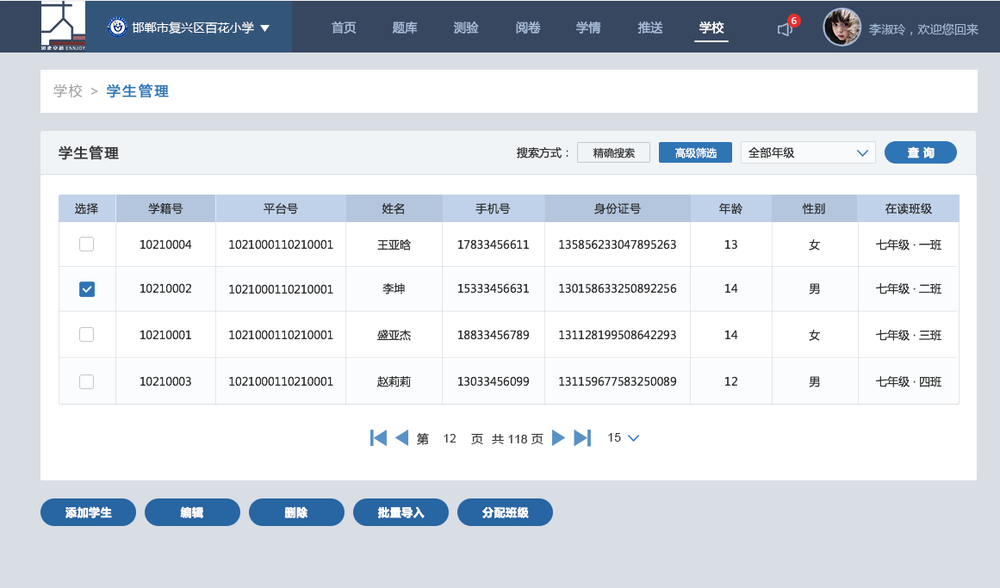 邯郸市复兴区百花小学 首页 题库 测验 阅卷 学情 推送 学校 6 李淑玲，欢迎您回来
国虎卓越 ENNJOY
学校 > 学生管理
学生管理 搜索方式： 精确搜索 高级筛选 全部年级 查 询
选择 学籍号 平台号 姓名 手机号 身份证号 年龄 性别 在读班级
10210004 1021000110210001 王亚晗 17833456611 135856233047895263 13 女 七年级 · 一班
10210002 1021000110210001 李坤 15333456631 130158633250892256 14 男 七年级 · 二班
10210001 1021000110210001 盛亚杰 18833456789 131128199508642293 14 女 七年级 · 三班
10210003 1021000110210001 赵莉莉 13033456099 131159677583250089 12 男 七年级 · 四班
第 12 页 共 118 页 15
添加学生 编辑 删除 批量导入 分配班级